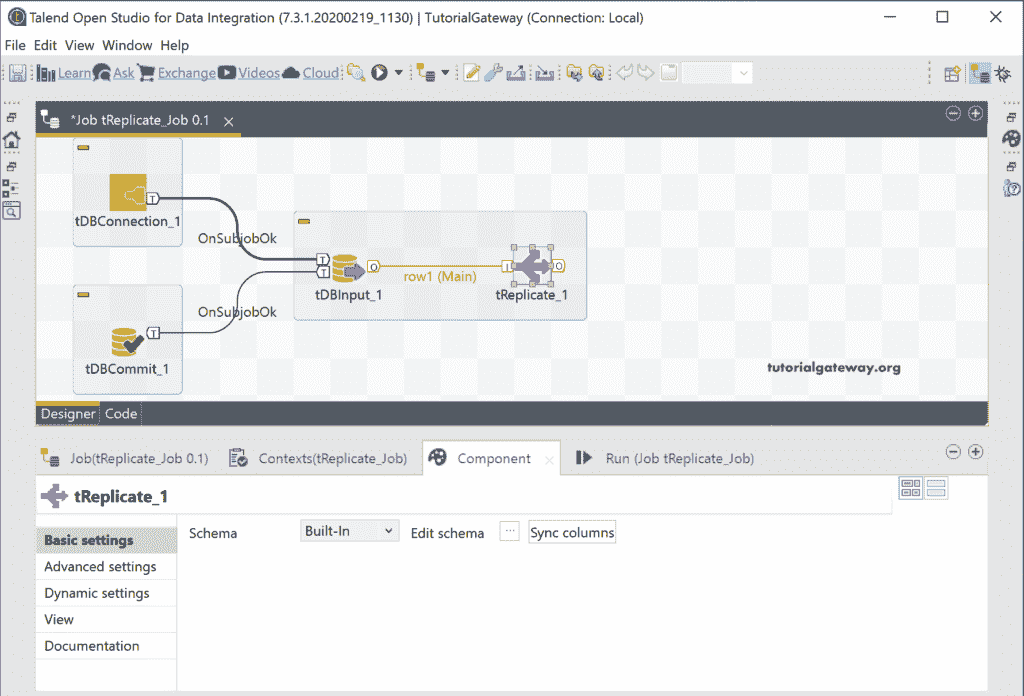 Talend Open Studio for Data Integration (7.3.1.20200219_1130) | TutorialGateway (Connection: Local)
File Edit View Window Help
Learn Ask Exchange Videos Cloud
*Job tReplicate_Job 0.1
T
tDBConnection_1
OnSubjobOk
T
T
O
row1 (Main)
I
O
tDBInput_1
tReplicate_1
OnSubjobOk
T
tDBCommit_1
tutorialgateway.org
Designer Code
Job(tReplicate_Job 0.1) Contexts(tReplicate_Job) Component Run (Job tReplicate_Job)
tReplicate_1
Basic settings
Schema Built-In Edit schema ... Sync columns
Advanced settings
Dynamic settings
View
Documentation